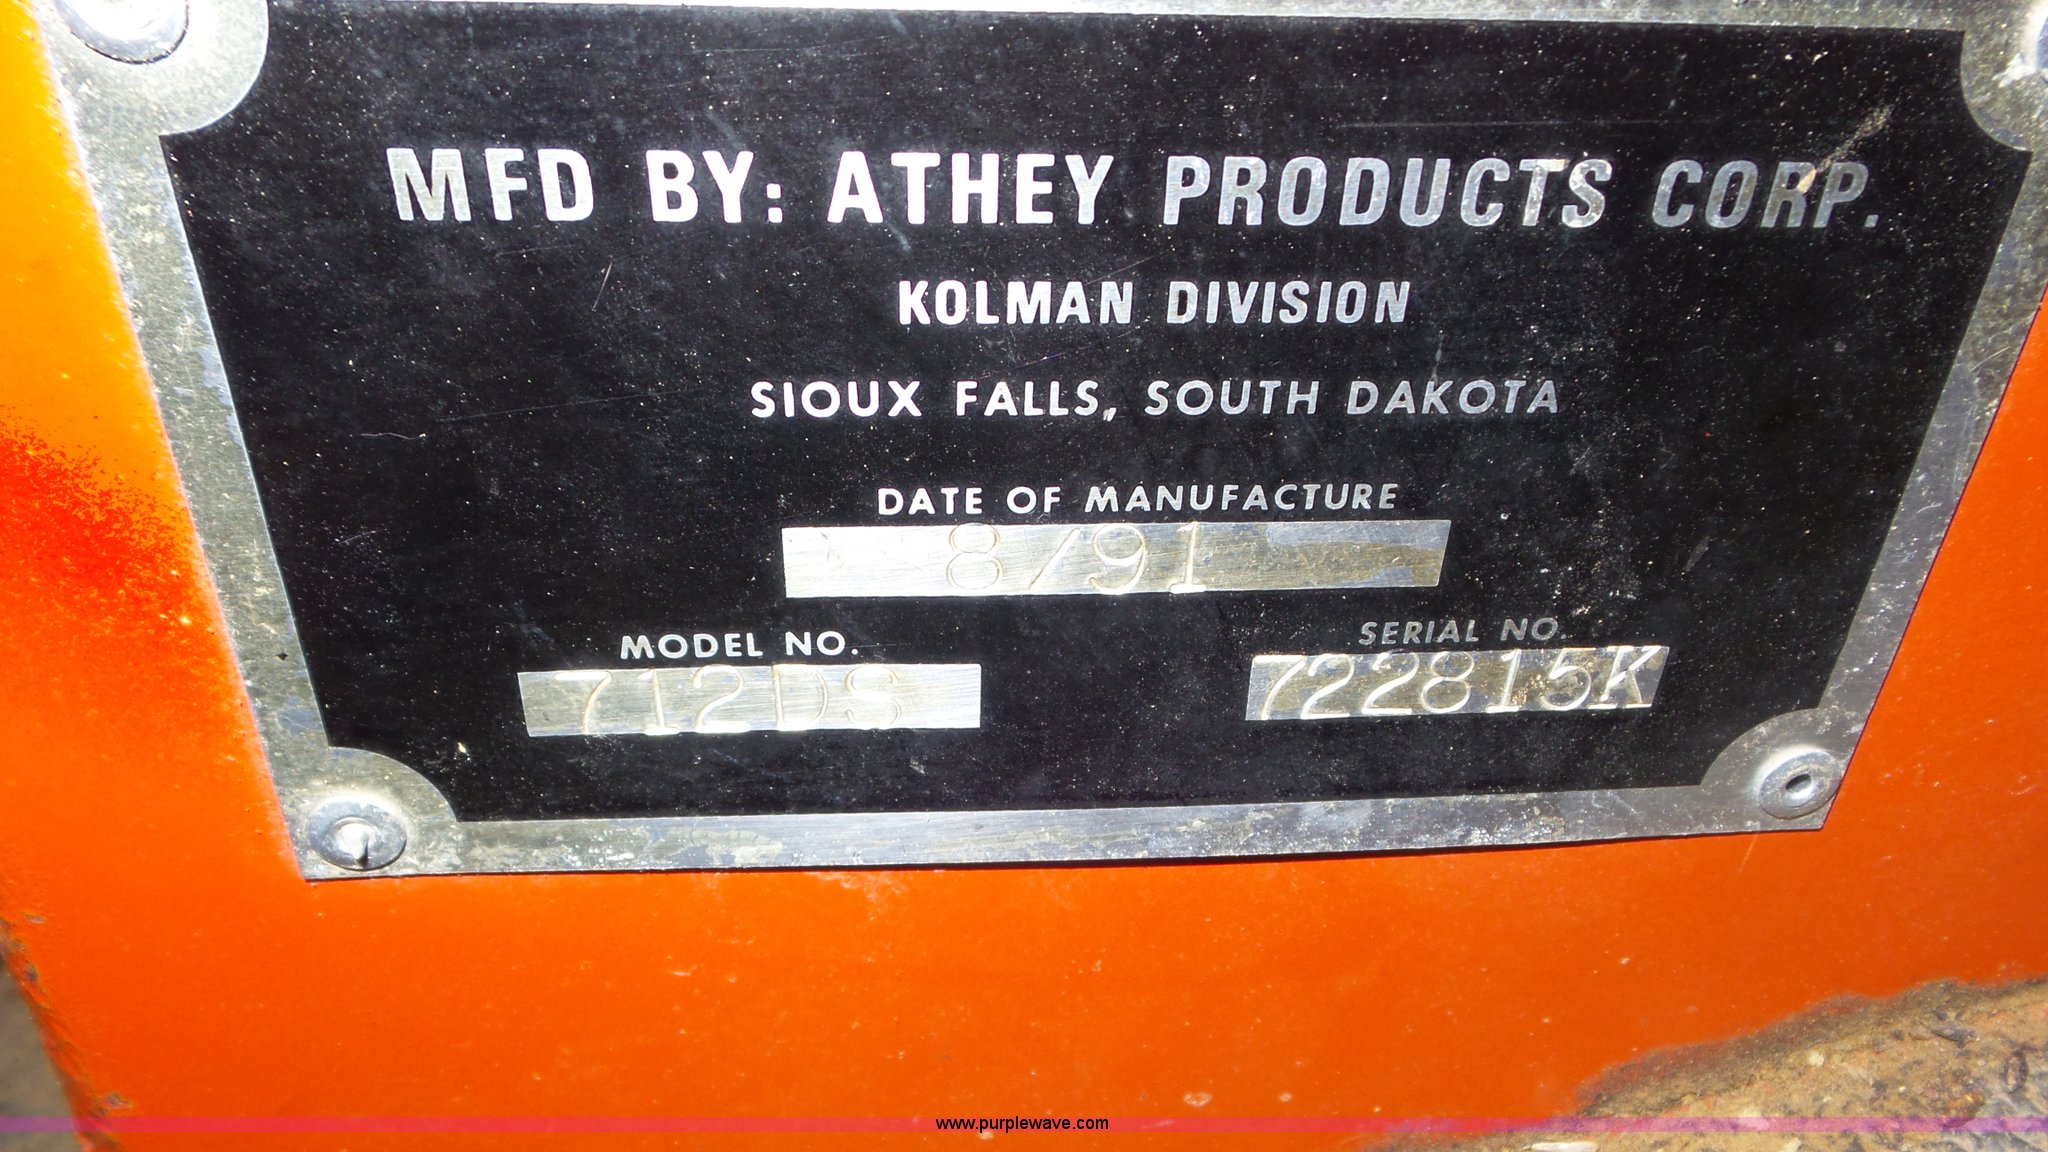 MFD BY: ATHEY PRODUCTS CORP.
KOLMAN DIVISION
SIOUX FALLS, SOUTH DAKOTA
DATE OF MANUFACTURE
8/91
MODEL NO. SERIAL NO.
712DS 722815K
www.purplewave.com